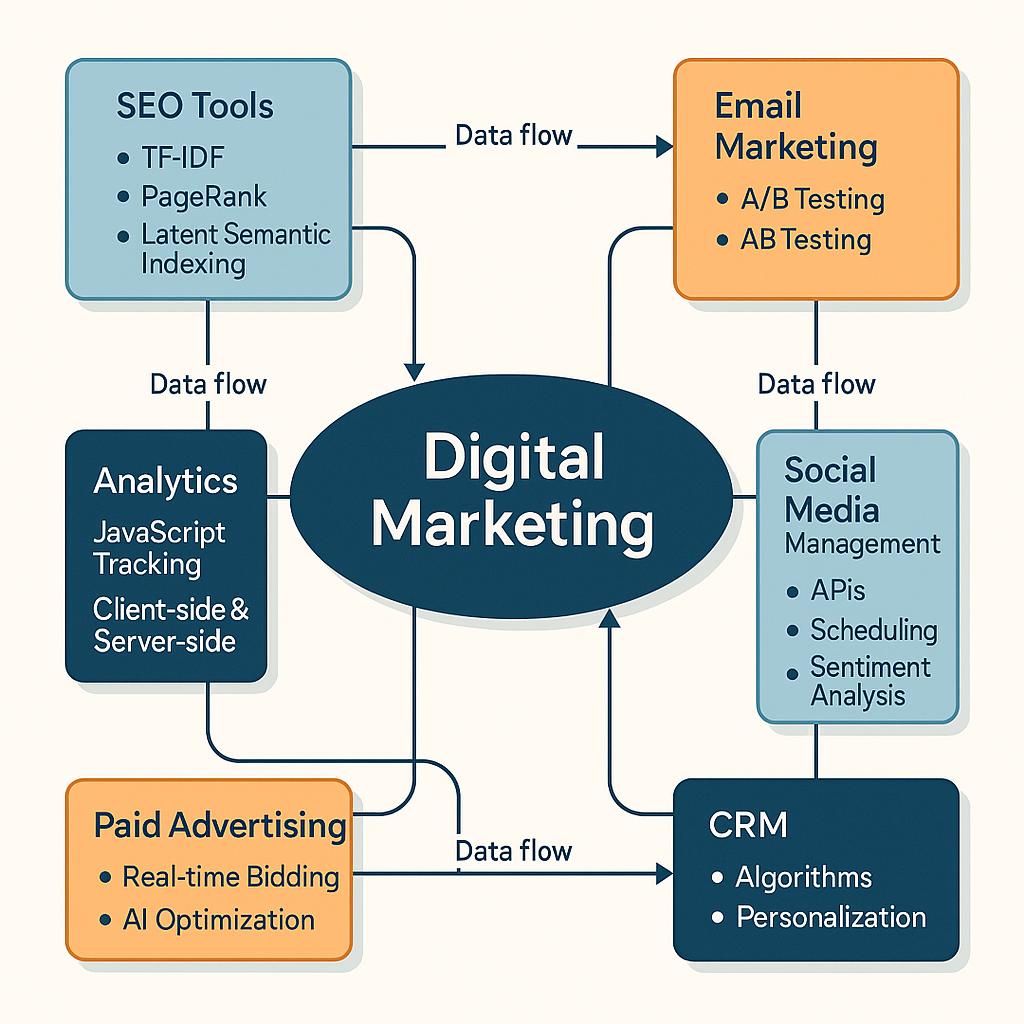 SEO Tools
• TF-IDF
• PageRank
• Latent Semantic
Indexing
Data flow
Email
Marketing
• A/B Testing
• AB Testing
Data flow
Data flow
Analytics
JavaScript
Tracking
Client-side &
Server-side
Digital
Marketing
Social
Media
Management
• APis
• Scheduling
• Sentiment
Analysis
Paid Advertising
• Real-time Bidding
• AI Optimization
Data flow
CRM
• Algorithms
• Personalization